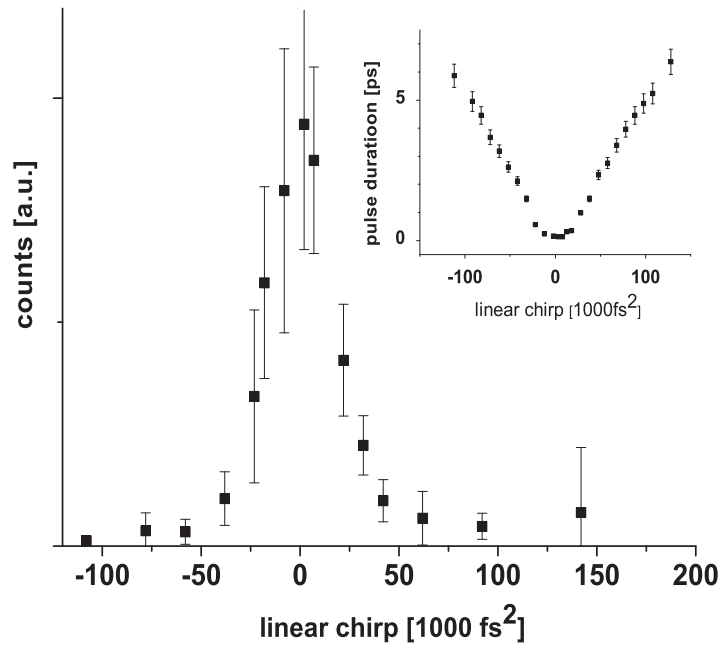 counts [a.u.]
-100 -50 0 50 100 150 200
linear chirp [1000 fs²]
pulse duratioon [ps]
5
0
-100 0 100
linear chirp [1000fs²]